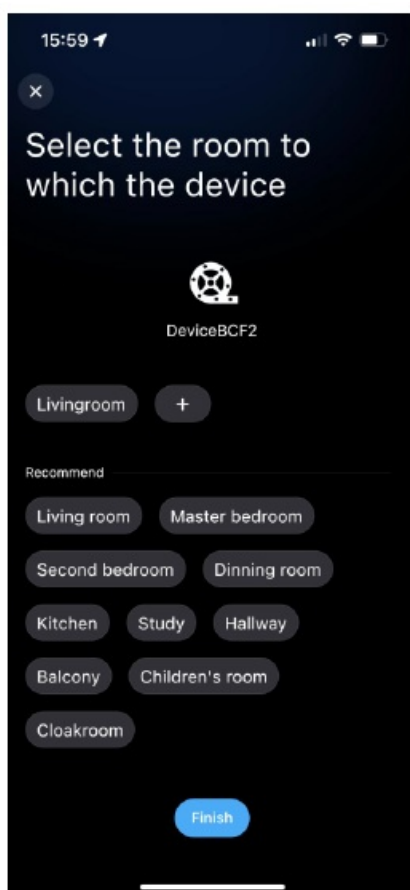 15:59
Select the room to
which the device
DeviceBCF2
Livingroom +
Recommend
Living room Master bedroom
Second bedroom Dinning room
Kitchen Study Hallway
Balcony Children's room
Cloakroom
Finish